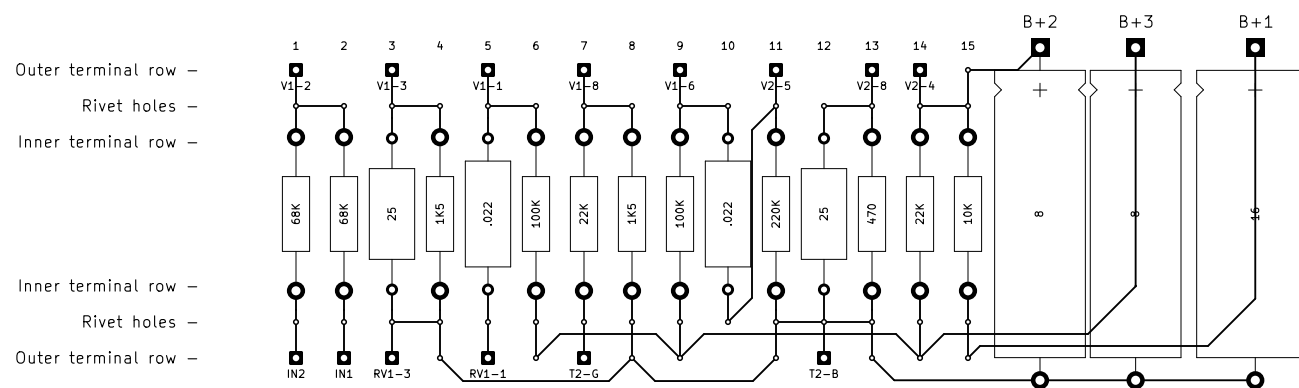 B+2 B+3 B+1
1 2 3 4 5 6 7 8 9 10 11 12 13 14 15
Outer terminal row –
V1-2 V1-3 V1-1 V1-8 V1-6 V2-5 V2-8 V2-4
Rivet holes –
Inner terminal row –
68K 68K 25 1K5 .022 100K 22K 1K5 100K .022 220K 25 470 22K 10K 8 8 16
Inner terminal row –
Rivet holes –
Outer terminal row –
IN2 IN1 RV1-3 RV1-1 T2-G T2-B